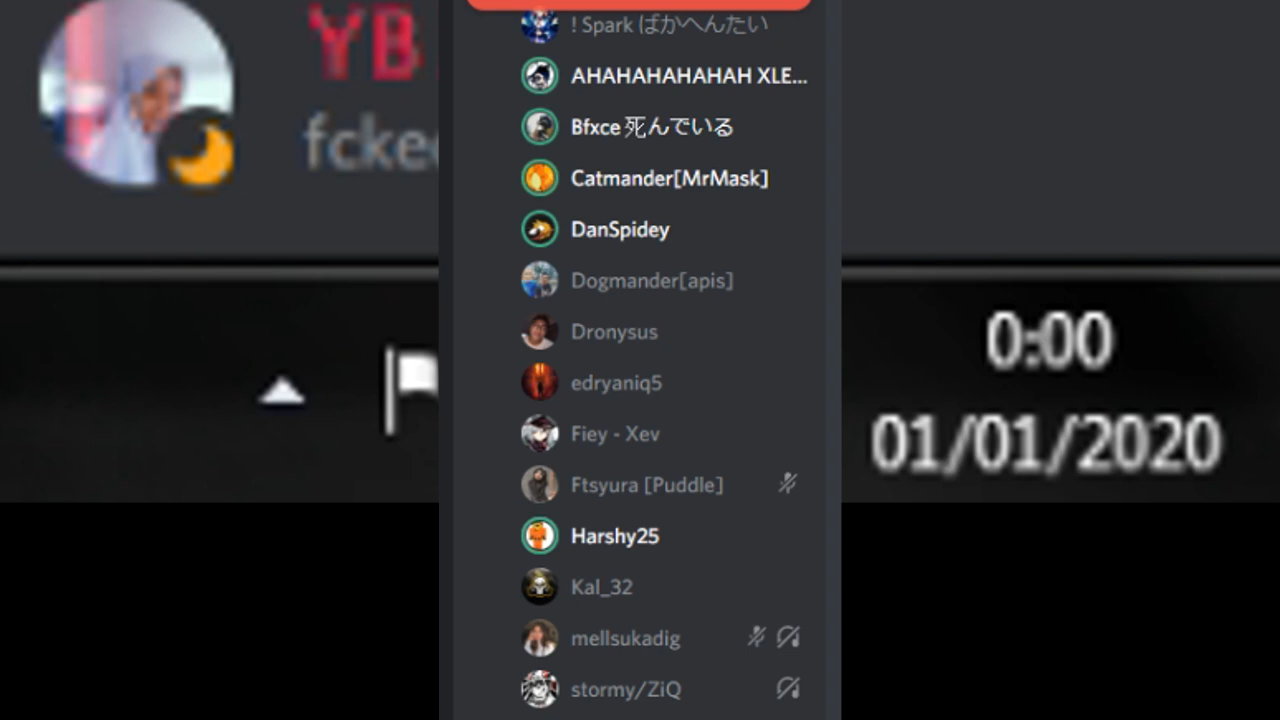 YB
fcke
! Spark (ばかへんたい
AHAHAHAHAHAH XLE...
Bfxce 死んでいる
Catmander[MrMask]
DanSpidey
Dogmander[apis]
Dronysus
edryaniq5
Fiey - Xev
Ftsyura [Puddle]
Harshy25
Kal_32
mellsukadig
stormy/ZiQ
0:00
01/01/2020